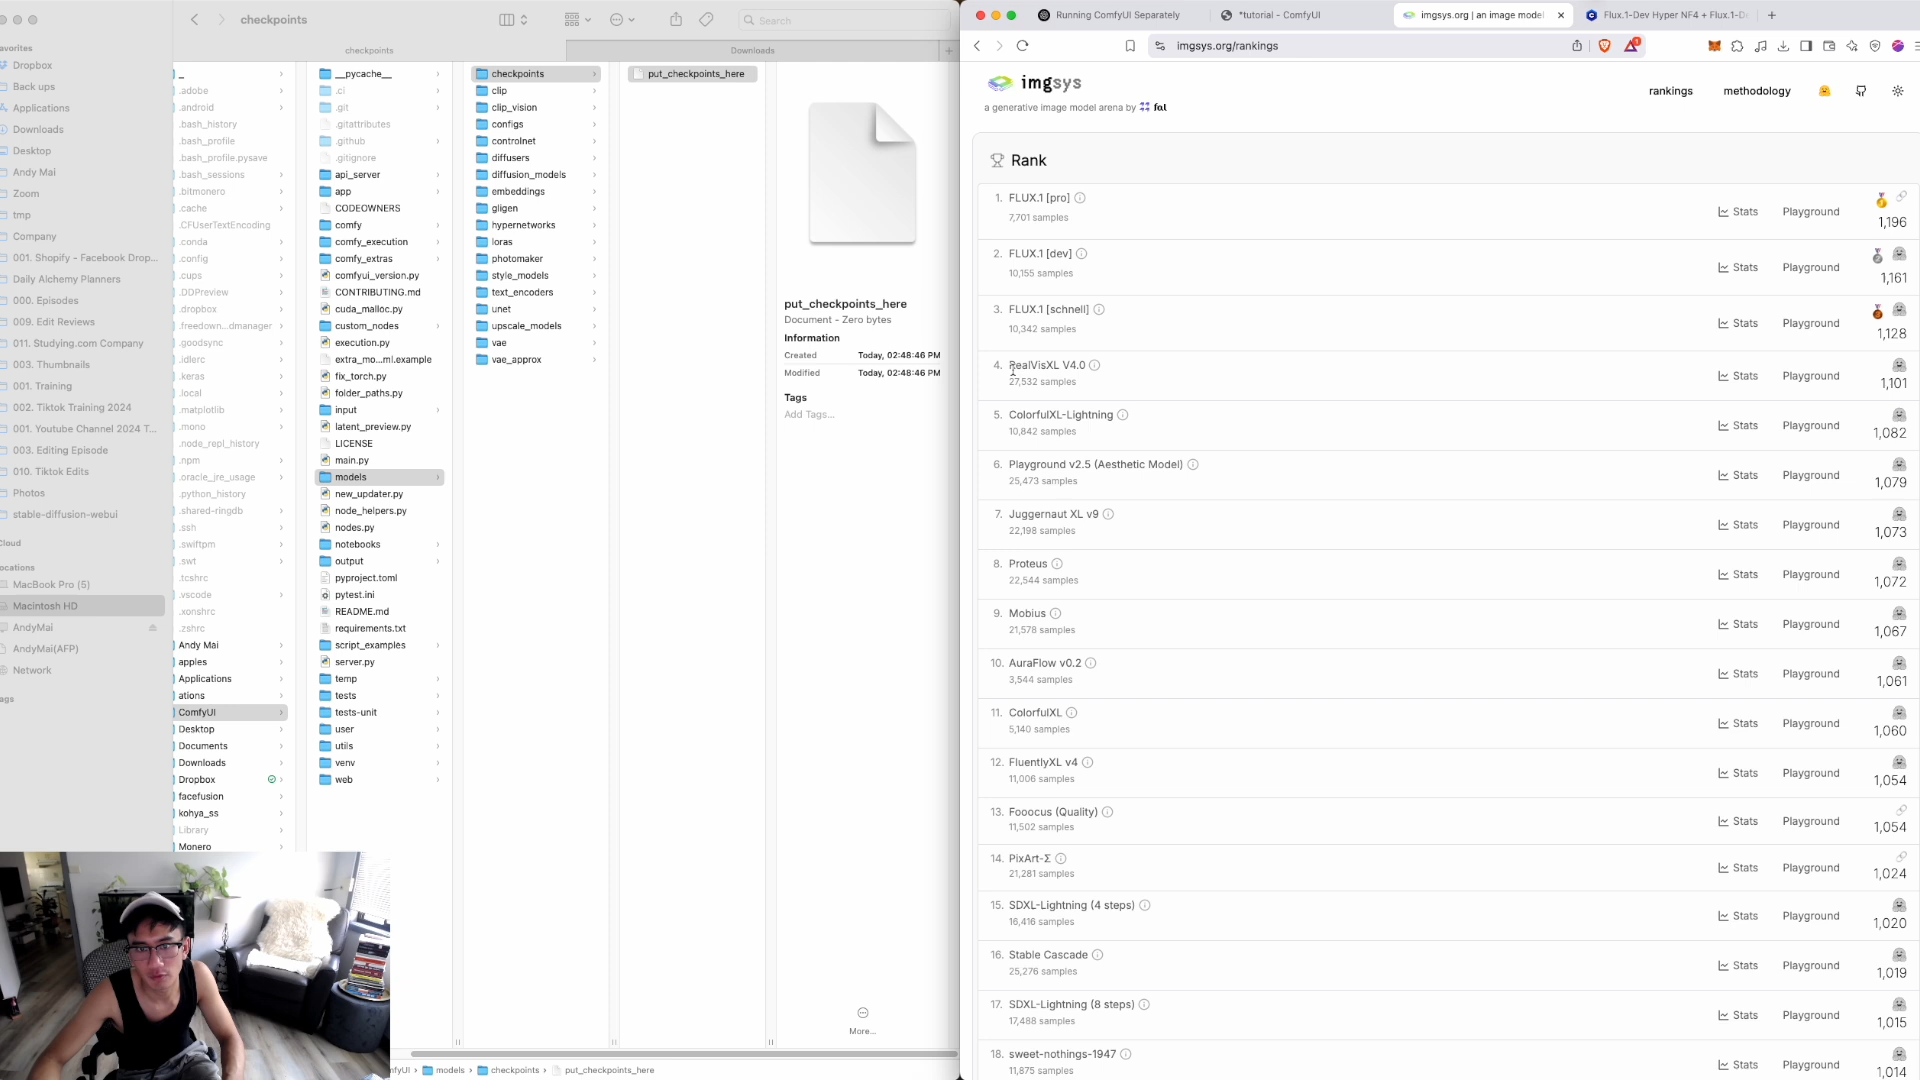 checkpoints
Search
checkpoints
Downloads
avorites
Dropbox
Back ups
Applications
Downloads
Desktop
Andy Mai
Zoom
tmp
Company
001. Shopify - Facebook Drop...
Daily Alchemy Planners
000. Episodes
009. Edit Reviews
011. Studying.com Company
003. Thumbnails
001. Training
002. Tiktok Training 2024
001. Youtube Channel 2024 T...
003. Editing Episode
010. Tiktok Edits
Photos
stable-diffusion-webui
Cloud
ocations
MacBook Pro (5)
Macintosh HD
AndyMai
AndyMai(AFP)
Network
ags
_
.adobe
.android
.bash_history
.bash_profile
.bash_profile.pysave
.bash_sessions
.bitmonero
.cache
.CFUserTextEncoding
.conda
.config
.cups
.DDPreview
.dropbox
.freedown...dmanager
.goodsync
.idlerc
.keras
.local
.matplotlib
.mono
.node_repl_history
.npm
.oracle_jre_usage
.python_history
.shared-ringdb
.ssh
.swiftpm
.swt
.tcshrc
.vscode
.xonshrc
.zshrc
Andy Mai
apples
Applications
ations
ComfyUI
Desktop
Documents
Downloads
Dropbox
facefusion
kohya_ss
Library
Monero
__pycache__
.ci
.git
.gitattributes
.github
.gitignore
api_server
app
CODEOWNERS
comfy
comfy_execution
comfy_extras
comfyui_version.py
CONTRIBUTING.md
cuda_malloc.py
custom_nodes
execution.py
extra_mo...ml.example
fix_torch.py
folder_paths.py
input
latent_preview.py
LICENSE
main.py
models
new_updater.py
node_helpers.py
nodes.py
notebooks
output
pyproject.toml
pytest.ini
README.md
requirements.txt
script_examples
server.py
temp
tests
tests-unit
user
utils
venv
web
checkpoints
clip
clip_vision
configs
controlnet
diffusers
diffusion_models
embeddings
gligen
hypernetworks
loras
photomaker
style_models
text_encoders
unet
upscale_models
vae
vae_approx
put_checkpoints_here
put_checkpoints_here
Document - Zero bytes
Information
Created Today, 02:48:46 PM
Modified Today, 02:48:46 PM
Tags
Add Tags...
More...
nfyUI › models › checkpoints › put_checkpoints_here
Running ComfyUI Separately
*tutorial - ComfyUI
imgsys.org | an image model
Flux.1-Dev Hyper NF4 + Flux.1-De
imgsys.org/rankings
imgsys
a generative image model arena by fal
rankings
methodology
Rank
1. FLUX.1 [pro]
7,701 samples
Stats Playground 1,196
2. FLUX.1 [dev]
10,155 samples
Stats Playground 1,161
3. FLUX.1 [schnell]
10,342 samples
Stats Playground 1,128
4. RealVisXL V4.0
27,532 samples
Stats Playground 1,101
5. ColorfulXL-Lightning
10,842 samples
Stats Playground 1,082
6. Playground v2.5 (Aesthetic Model)
25,473 samples
Stats Playground 1,079
7. Juggernaut XL v9
22,198 samples
Stats Playground 1,073
8. Proteus
22,544 samples
Stats Playground 1,072
9. Mobius
21,578 samples
Stats Playground 1,067
10. AuraFlow v0.2
3,544 samples
Stats Playground 1,061
11. ColorfulXL
5,140 samples
Stats Playground 1,060
12. FluentlyXL v4
11,006 samples
Stats Playground 1,054
13. Fooocus (Quality)
11,502 samples
Stats Playground 1,054
14. PixArt-Σ
21,281 samples
Stats Playground 1,024
15. SDXL-Lightning (4 steps)
16,416 samples
Stats Playground 1,020
16. Stable Cascade
25,276 samples
Stats Playground 1,019
17. SDXL-Lightning (8 steps)
17,488 samples
Stats Playground 1,015
18. sweet-nothings-1947
11,875 samples
Stats Playground 1,014